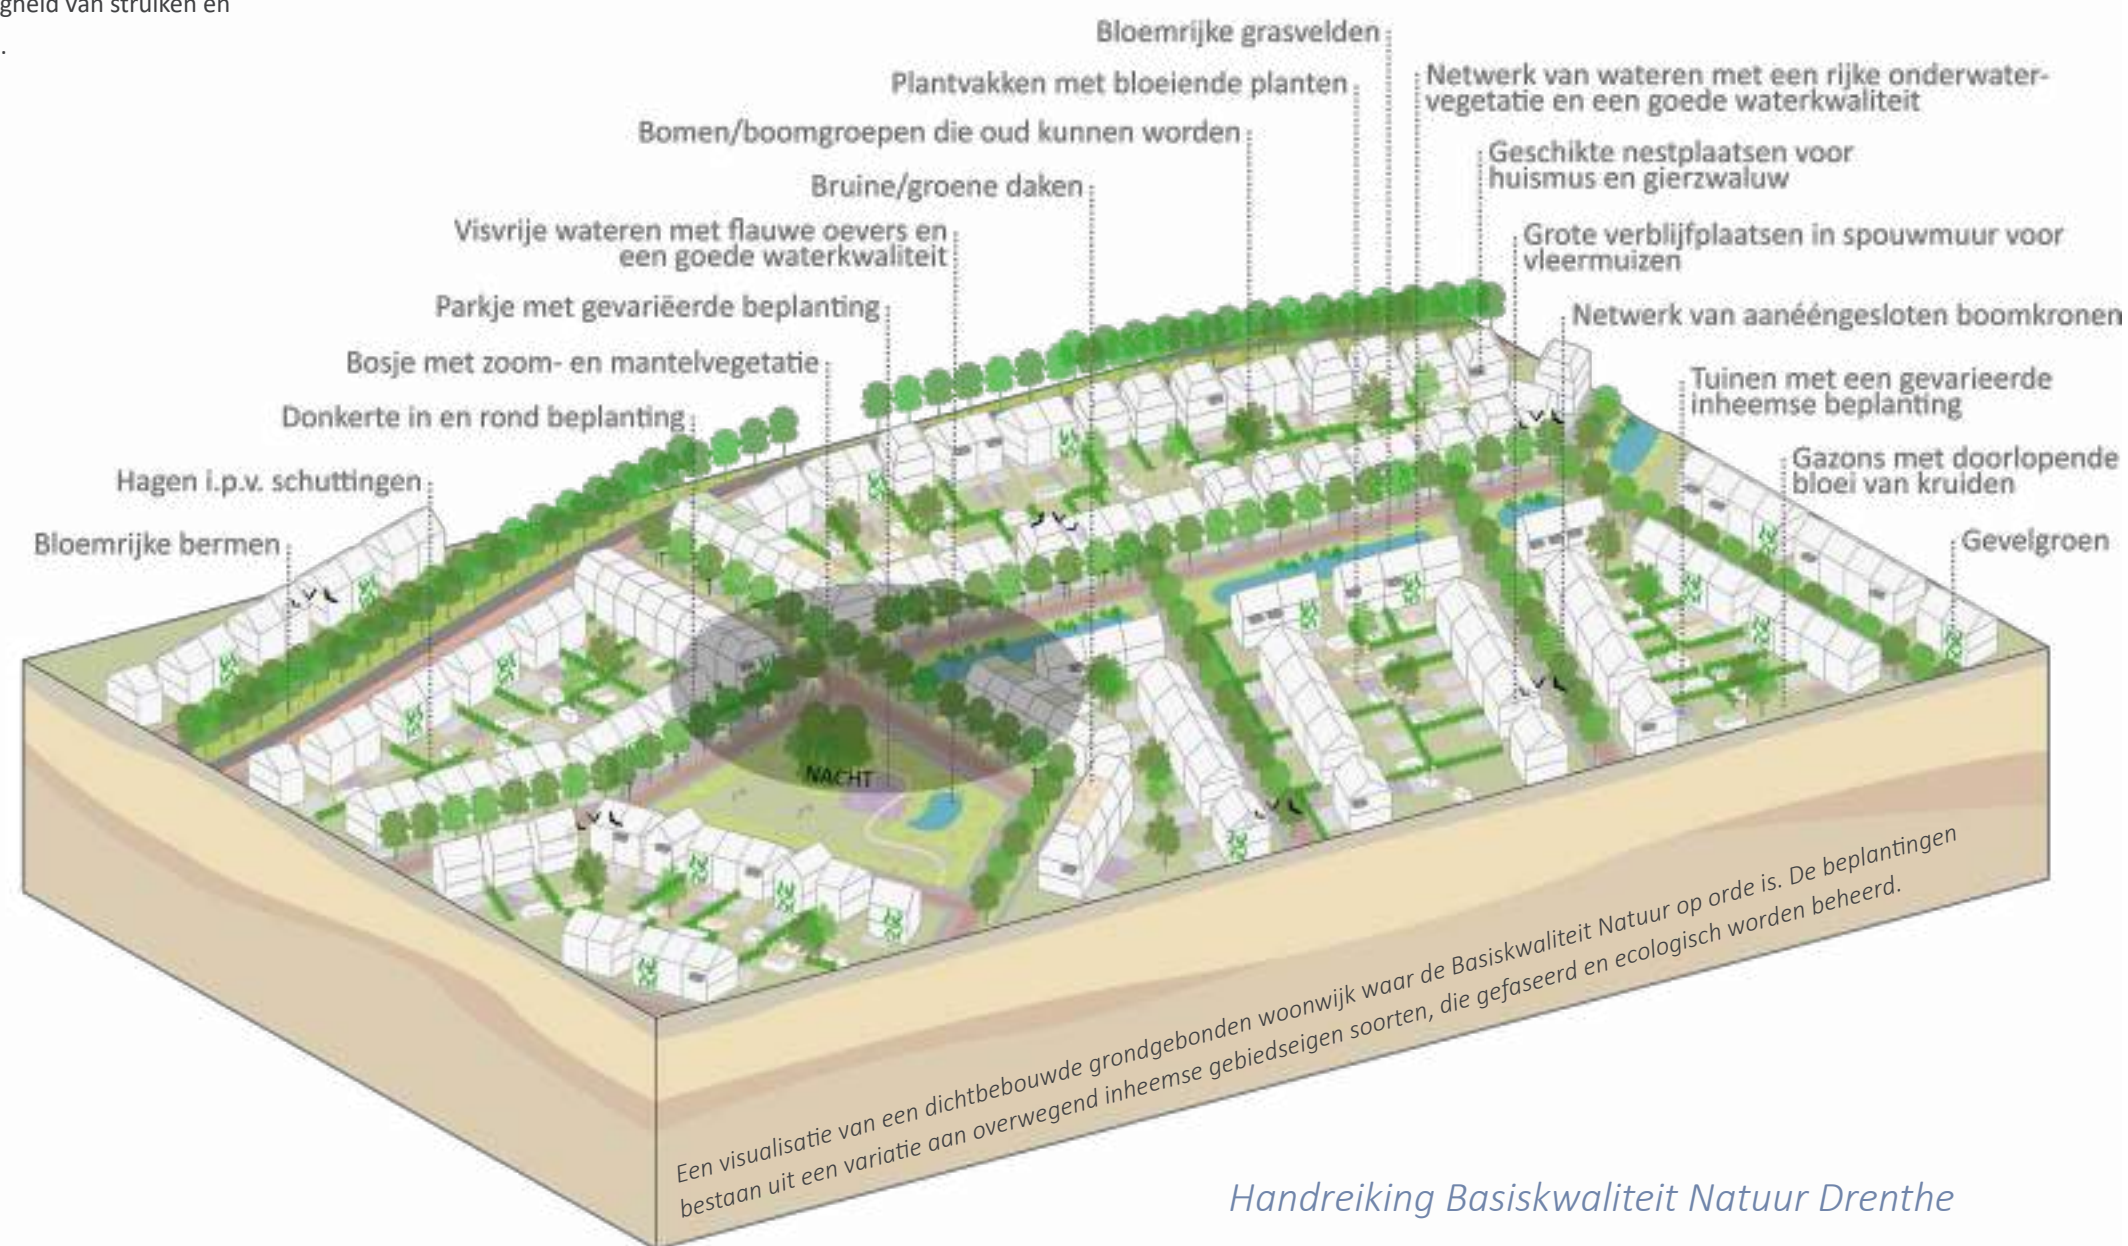 gheid van struiken en
.
Bloemrijke grasvelden
Plantvakken met bloeiende planten
Netwerk van wateren met een rijke onderwater-
vegetatie en een goede waterkwaliteit
Bomen/boomgroepen die oud kunnen worden
Geschikte nestplaatsen voor
huismus en gierzwaluw
Bruine/groene daken
Visvrije wateren met flauwe oevers en
een goede waterkwaliteit
Grote verblijfplaatsen in spouwmuur voor
vleermuizen
Parkje met gevariëerde beplanting
Netwerk van aanééngesloten boomkronen
Bosje met zoom- en mantelvegetatie
Tuinen met een gevarieerde
inheemse beplanting
Donkerte in en rond beplanting
Gazons met doorlopende
bloei van kruiden
Hagen i.p.v. schuttingen
Bloemrijke bermen
Gevelgroen
NACHT
Een visualisatie van een dichtbebouwde grondgebonden woonwijk waar de Basiskwaliteit Natuur op orde is. De beplantingen
bestaan uit een variatie aan overwegend inheemse gebiedseigen soorten, die gefaseerd en ecologisch worden beheerd.
Handreiking Basiskwaliteit Natuur Drenthe